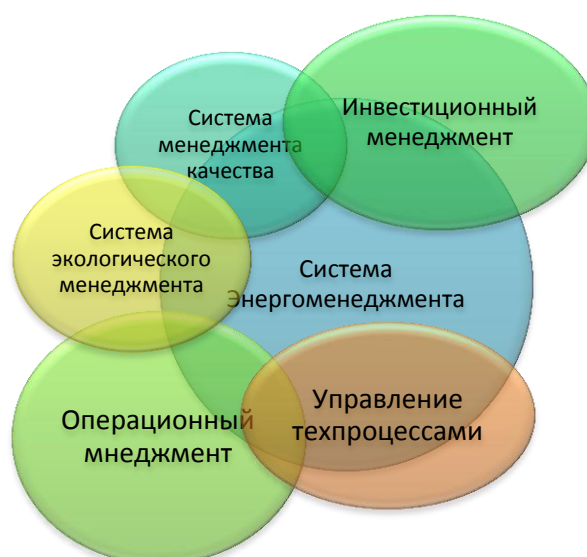 Система
менеджмента
качества
Инвестиционный
менеджмент
Система
экологического
менеджмента
Система
Энергоменеджмента
Операционный
мнеджмент
Управление
техпроцессами